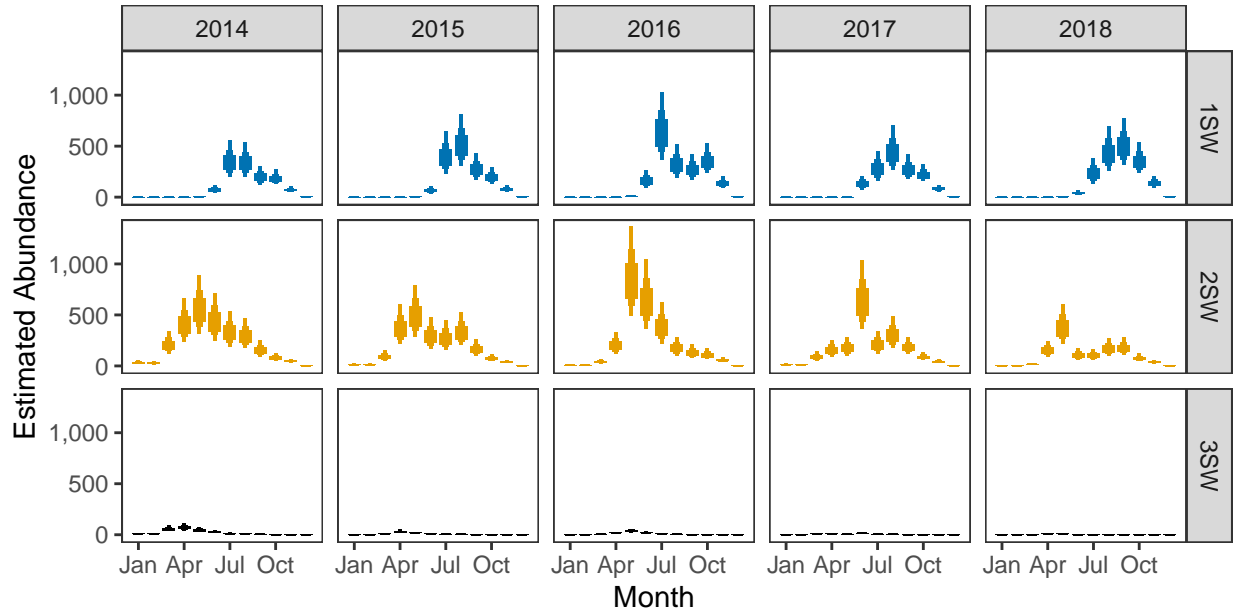 2014 2015 2016 2017 2018
1,000
500
0
1SW
1,000
500
0
2SW
1,000
500
0
3SW
Estimated Abundance
Jan Apr Jul Oct Jan Apr Jul Oct Jan Apr Jul Oct Jan Apr Jul Oct Jan Apr Jul Oct
Month